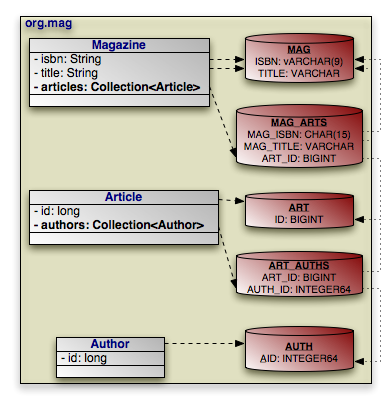 org.mag
Magazine
- isbn: String
- title: String
- articles: Collection<Article>
MAG
ISBN: vARCHAR(9)
TITLE: VARCHAR
MAG_ARTS
MAG_ISBN: CHAR(15)
MAG_TITLE: VARCHAR
ART_ID: BIGINT
Article
- id: long
- authors: Collection<Author>
ART
ID: BIGINT
ART_AUTHS
ART_ID: BIGINT
AUTH_ID: INTEGER64
Author
- id: long
AUTH
AID: INTEGER64